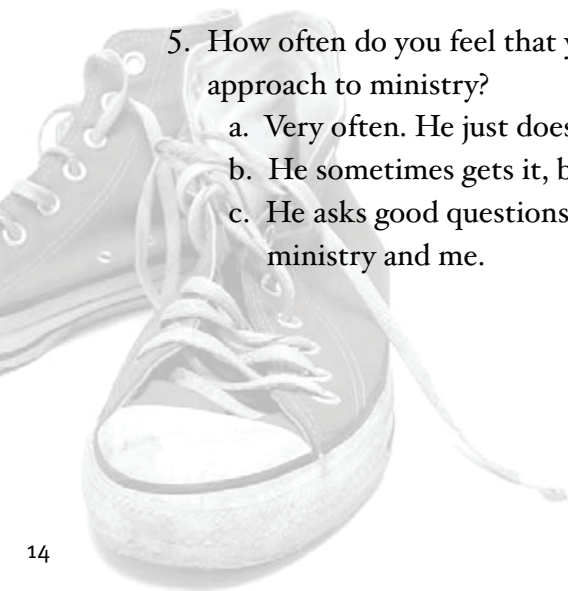 5. How often do you feel that
approach to ministry?
a. Very often. He just
b. He sometimes gets it,
c. He asks good questions
ministry and me.
14